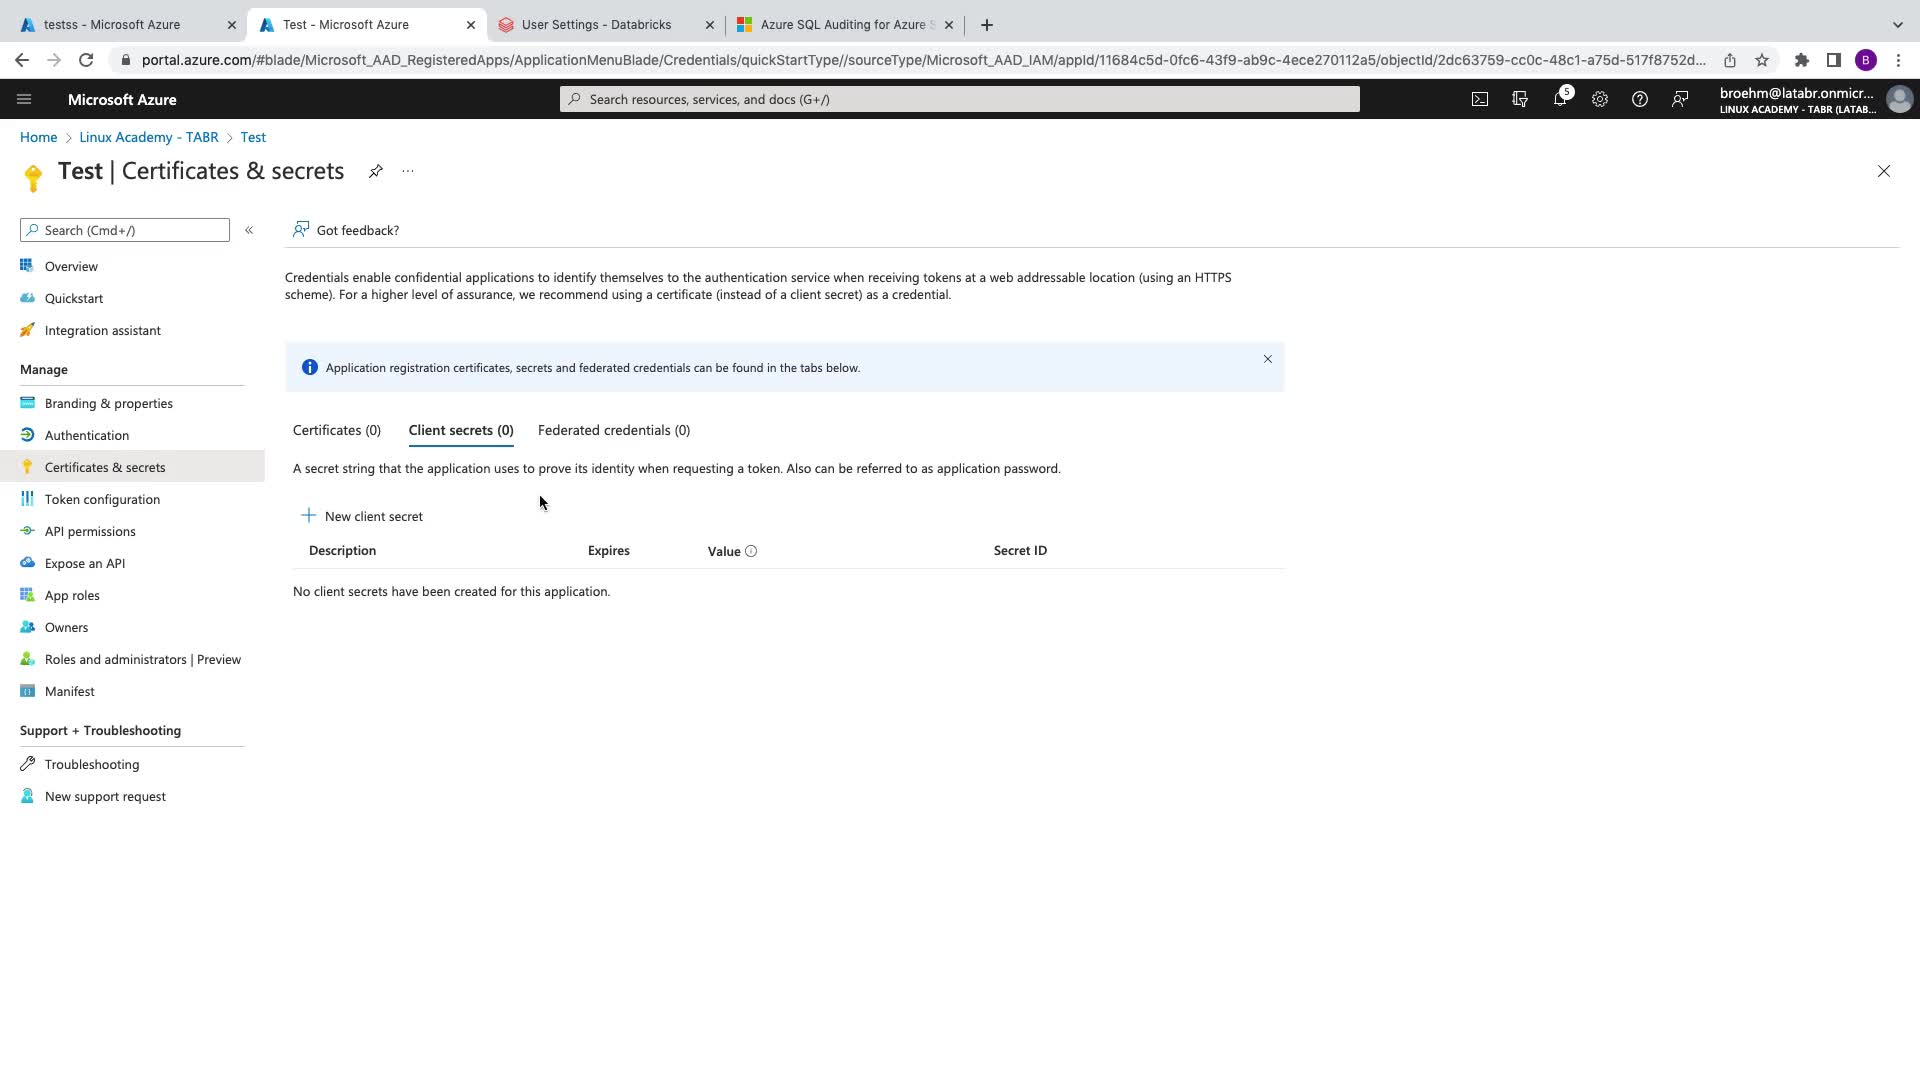 testss - Microsoft Azure
Test - Microsoft Azure
User Settings - Databricks
Azure SQL Auditing for Azure S
portal.azure.com/#blade/Microsoft_AAD_RegisteredApps/ApplicationMenuBlade/Credentials/quickStartType//sourceType/Microsoft_AAD_IAM/appId/11684c5d-0fc6-43f9-ab9c-4ece270112a5/objectId/2dc63759-cc0c-48c1-a75d-517f8752d...
B
Microsoft Azure
Search resources, services, and docs (G+/)
5
broehm@latabr.onmicr...
LINUX ACADEMY - TABR (LATAB...
Home > Linux Academy - TABR > Test
Test | Certificates & secrets
Search (Cmd+/)
Got feedback?
Overview
Quickstart
Integration assistant
Manage
Branding & properties
Authentication
Certificates & secrets
Token configuration
API permissions
Expose an API
App roles
Owners
Roles and administrators | Preview
Manifest
Support + Troubleshooting
Troubleshooting
New support request
Credentials enable confidential applications to identify themselves to the authentication service when receiving tokens at a web addressable location (using an HTTPS
scheme). For a higher level of assurance, we recommend using a certificate (instead of a client secret) as a credential.
Application registration certificates, secrets and federated credentials can be found in the tabs below.
Certificates (0)
Client secrets (0)
Federated credentials (0)
A secret string that the application uses to prove its identity when requesting a token. Also can be referred to as application password.
New client secret
Description
Expires
Value
Secret ID
No client secrets have been created for this application.